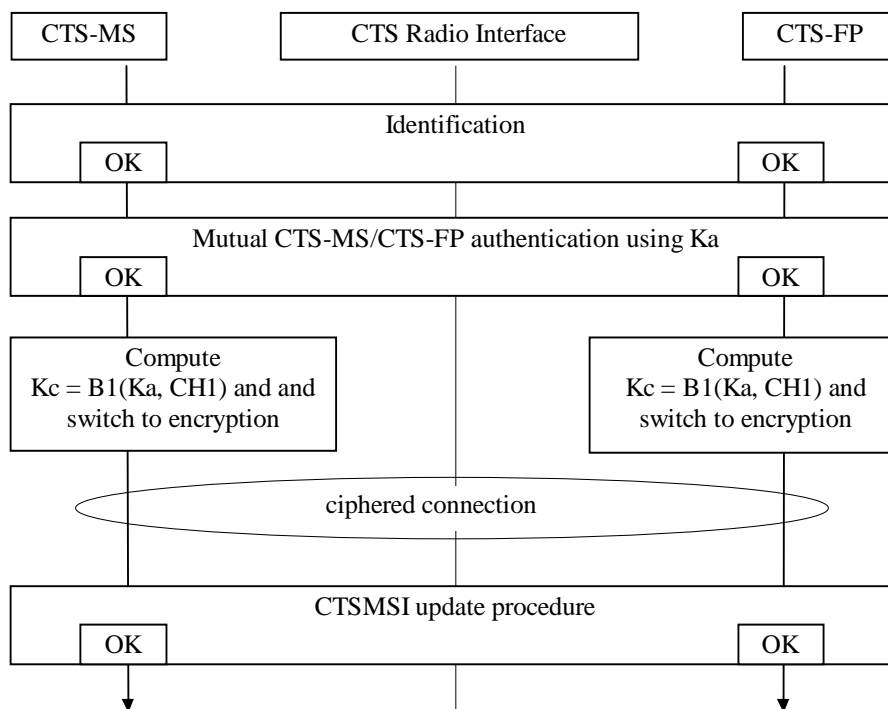 CTS-MS
CTS Radio Interface
CTS-FP
Identification
OK
OK
Mutual CTS-MS/CTS-FP authentication using Ka
OK
OK
Compute
Kc = B1(Ka, CH1) and and
switch to encryption
Compute
Kc = B1(Ka, CH1) and
switch to encryption
ciphered connection
CTSMSI update procedure
OK
OK